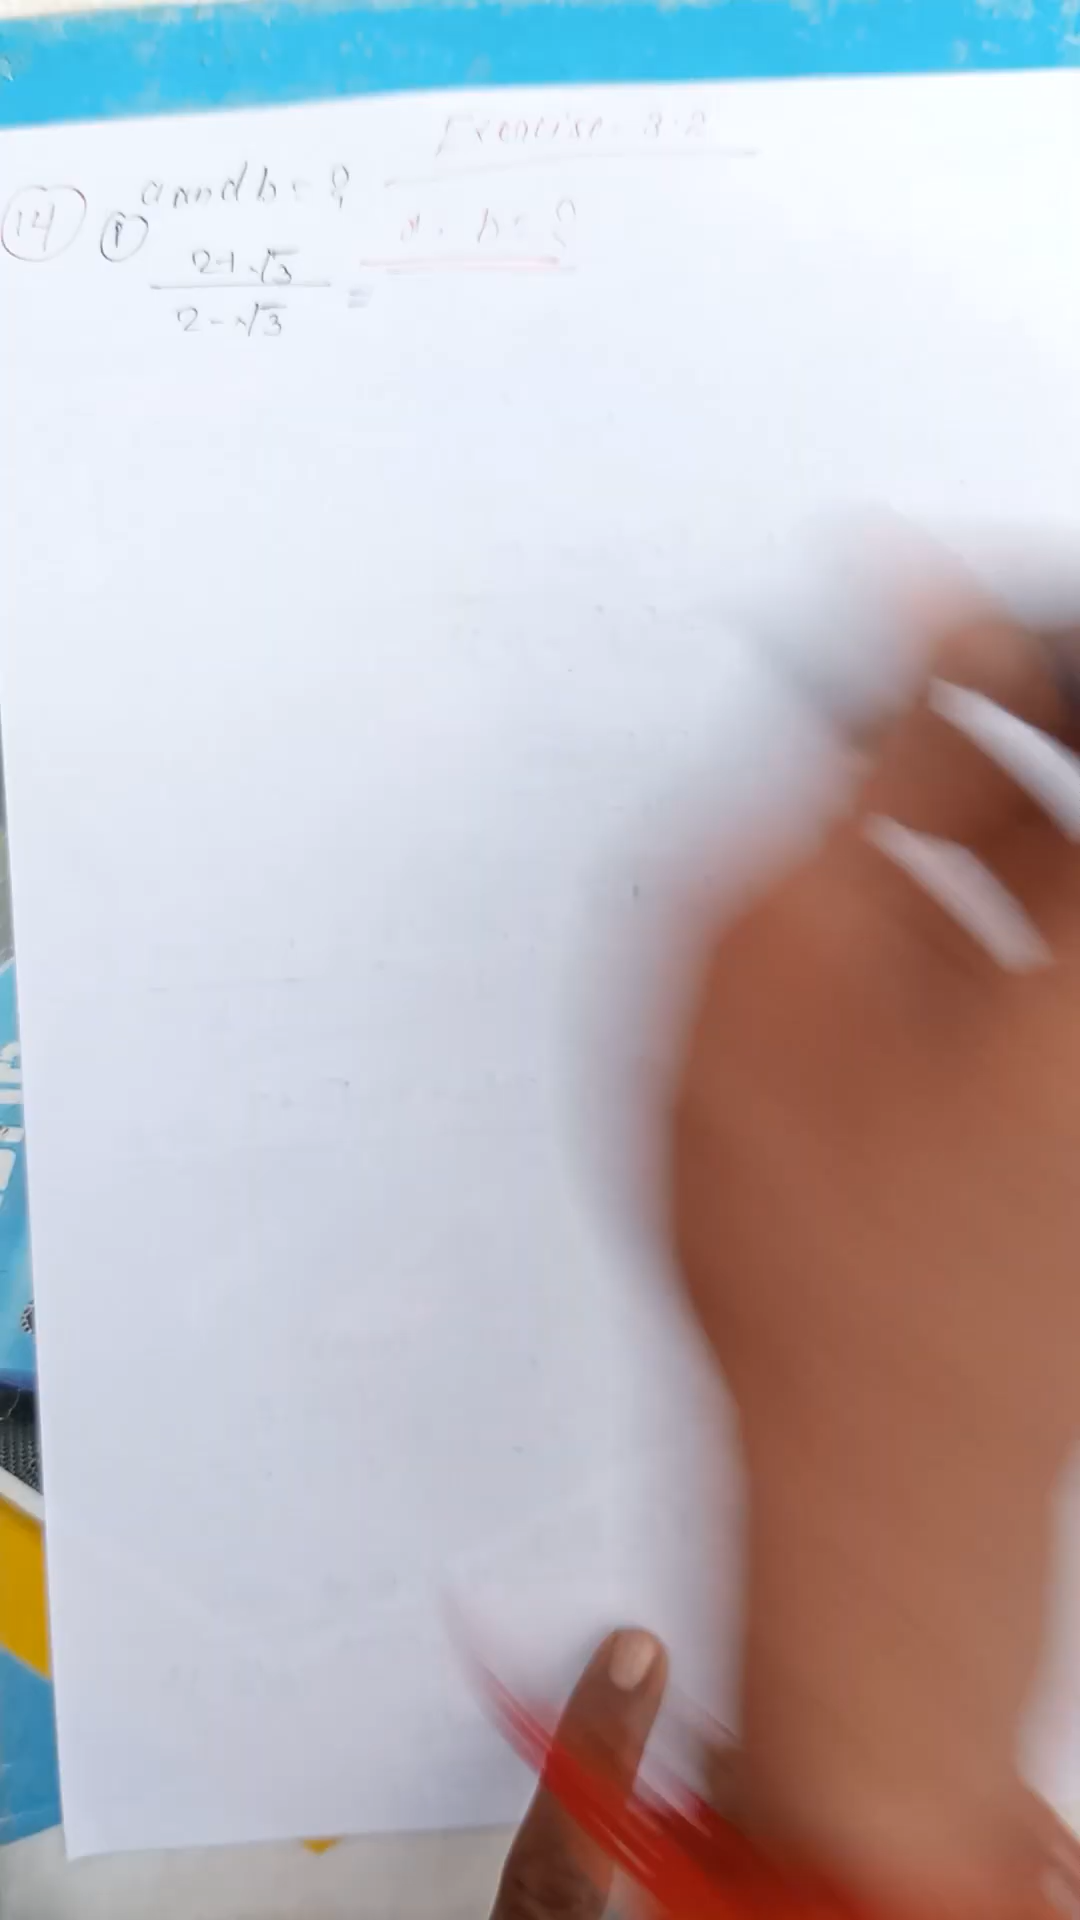 Exercise - 3.2
14 i a and b = ?
a . b = ?
2+√3
2-√3 =